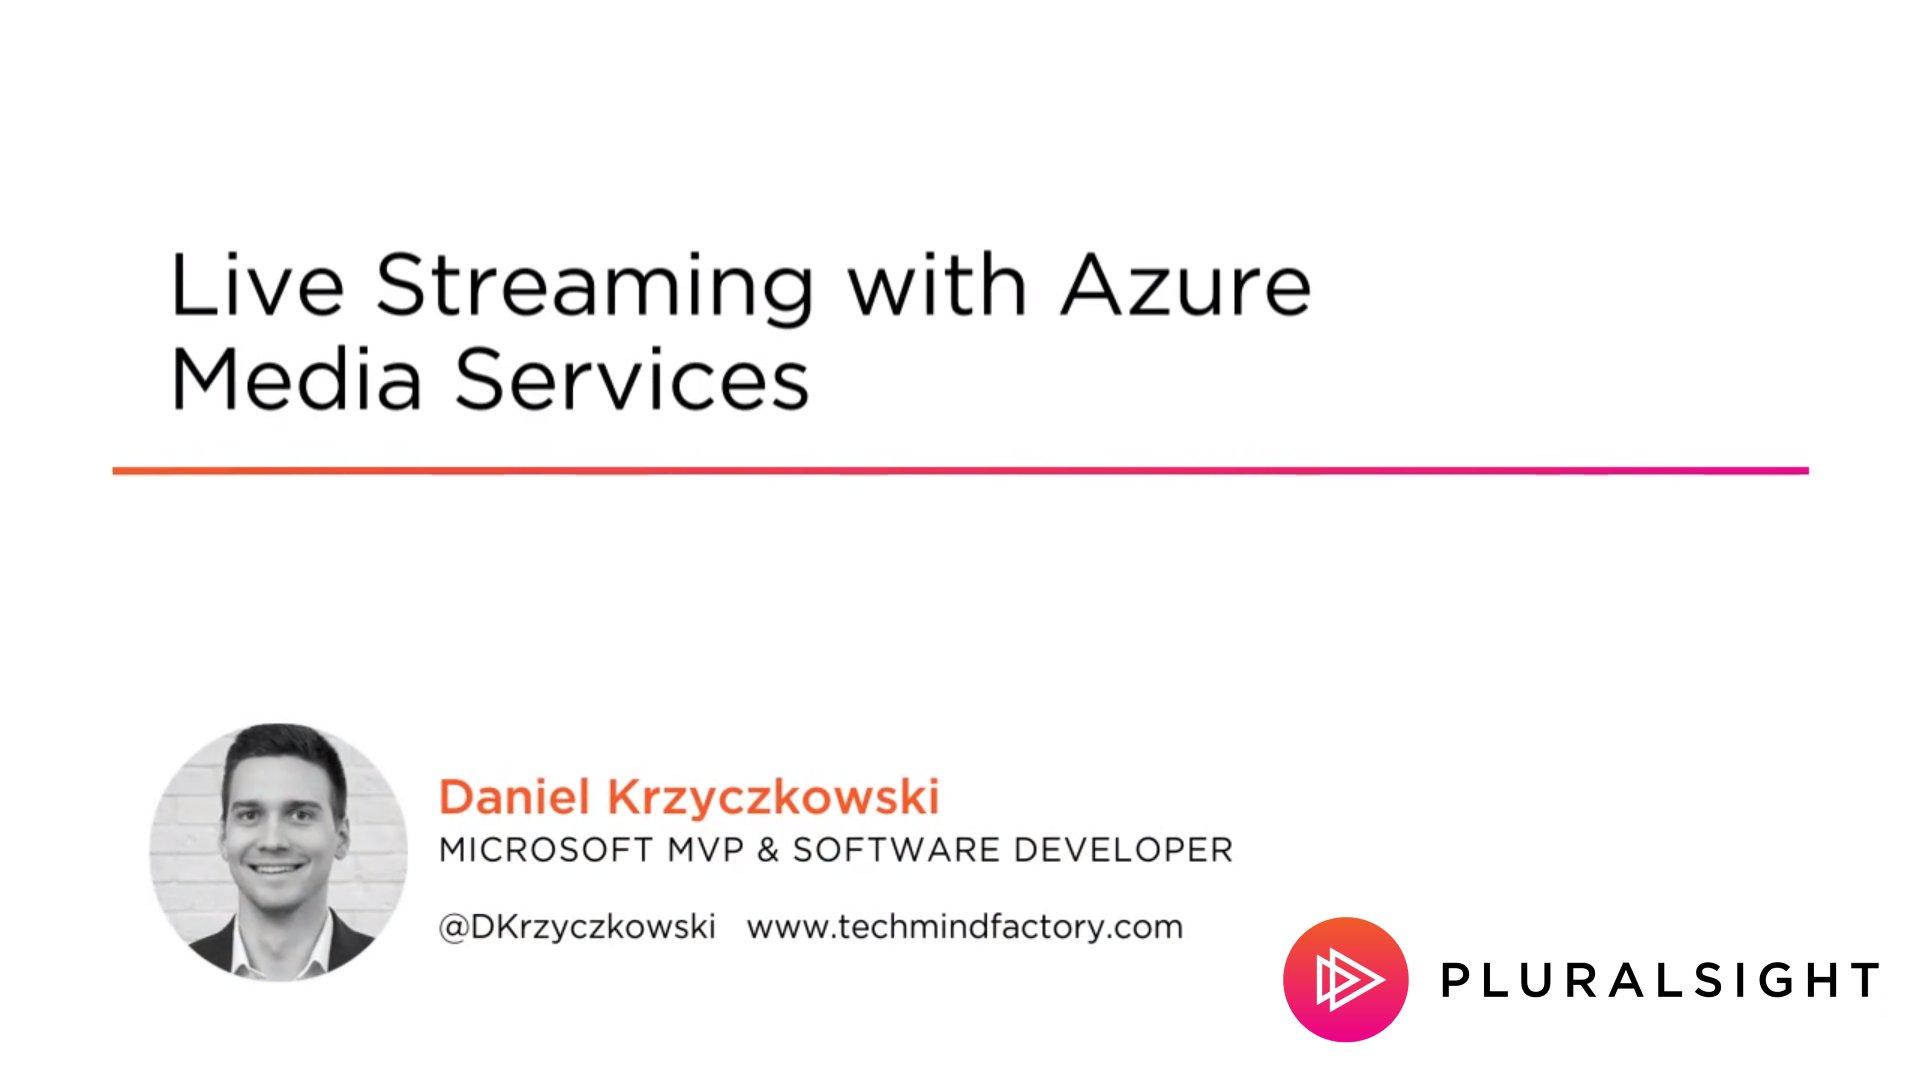 Live Streaming with Azure
Media Services
Daniel Krzyczkowski
MICROSOFT MVP & SOFTWARE DEVELOPER
@DKrzyczkowski www.techmindfactory.com
PLURALSIGHT